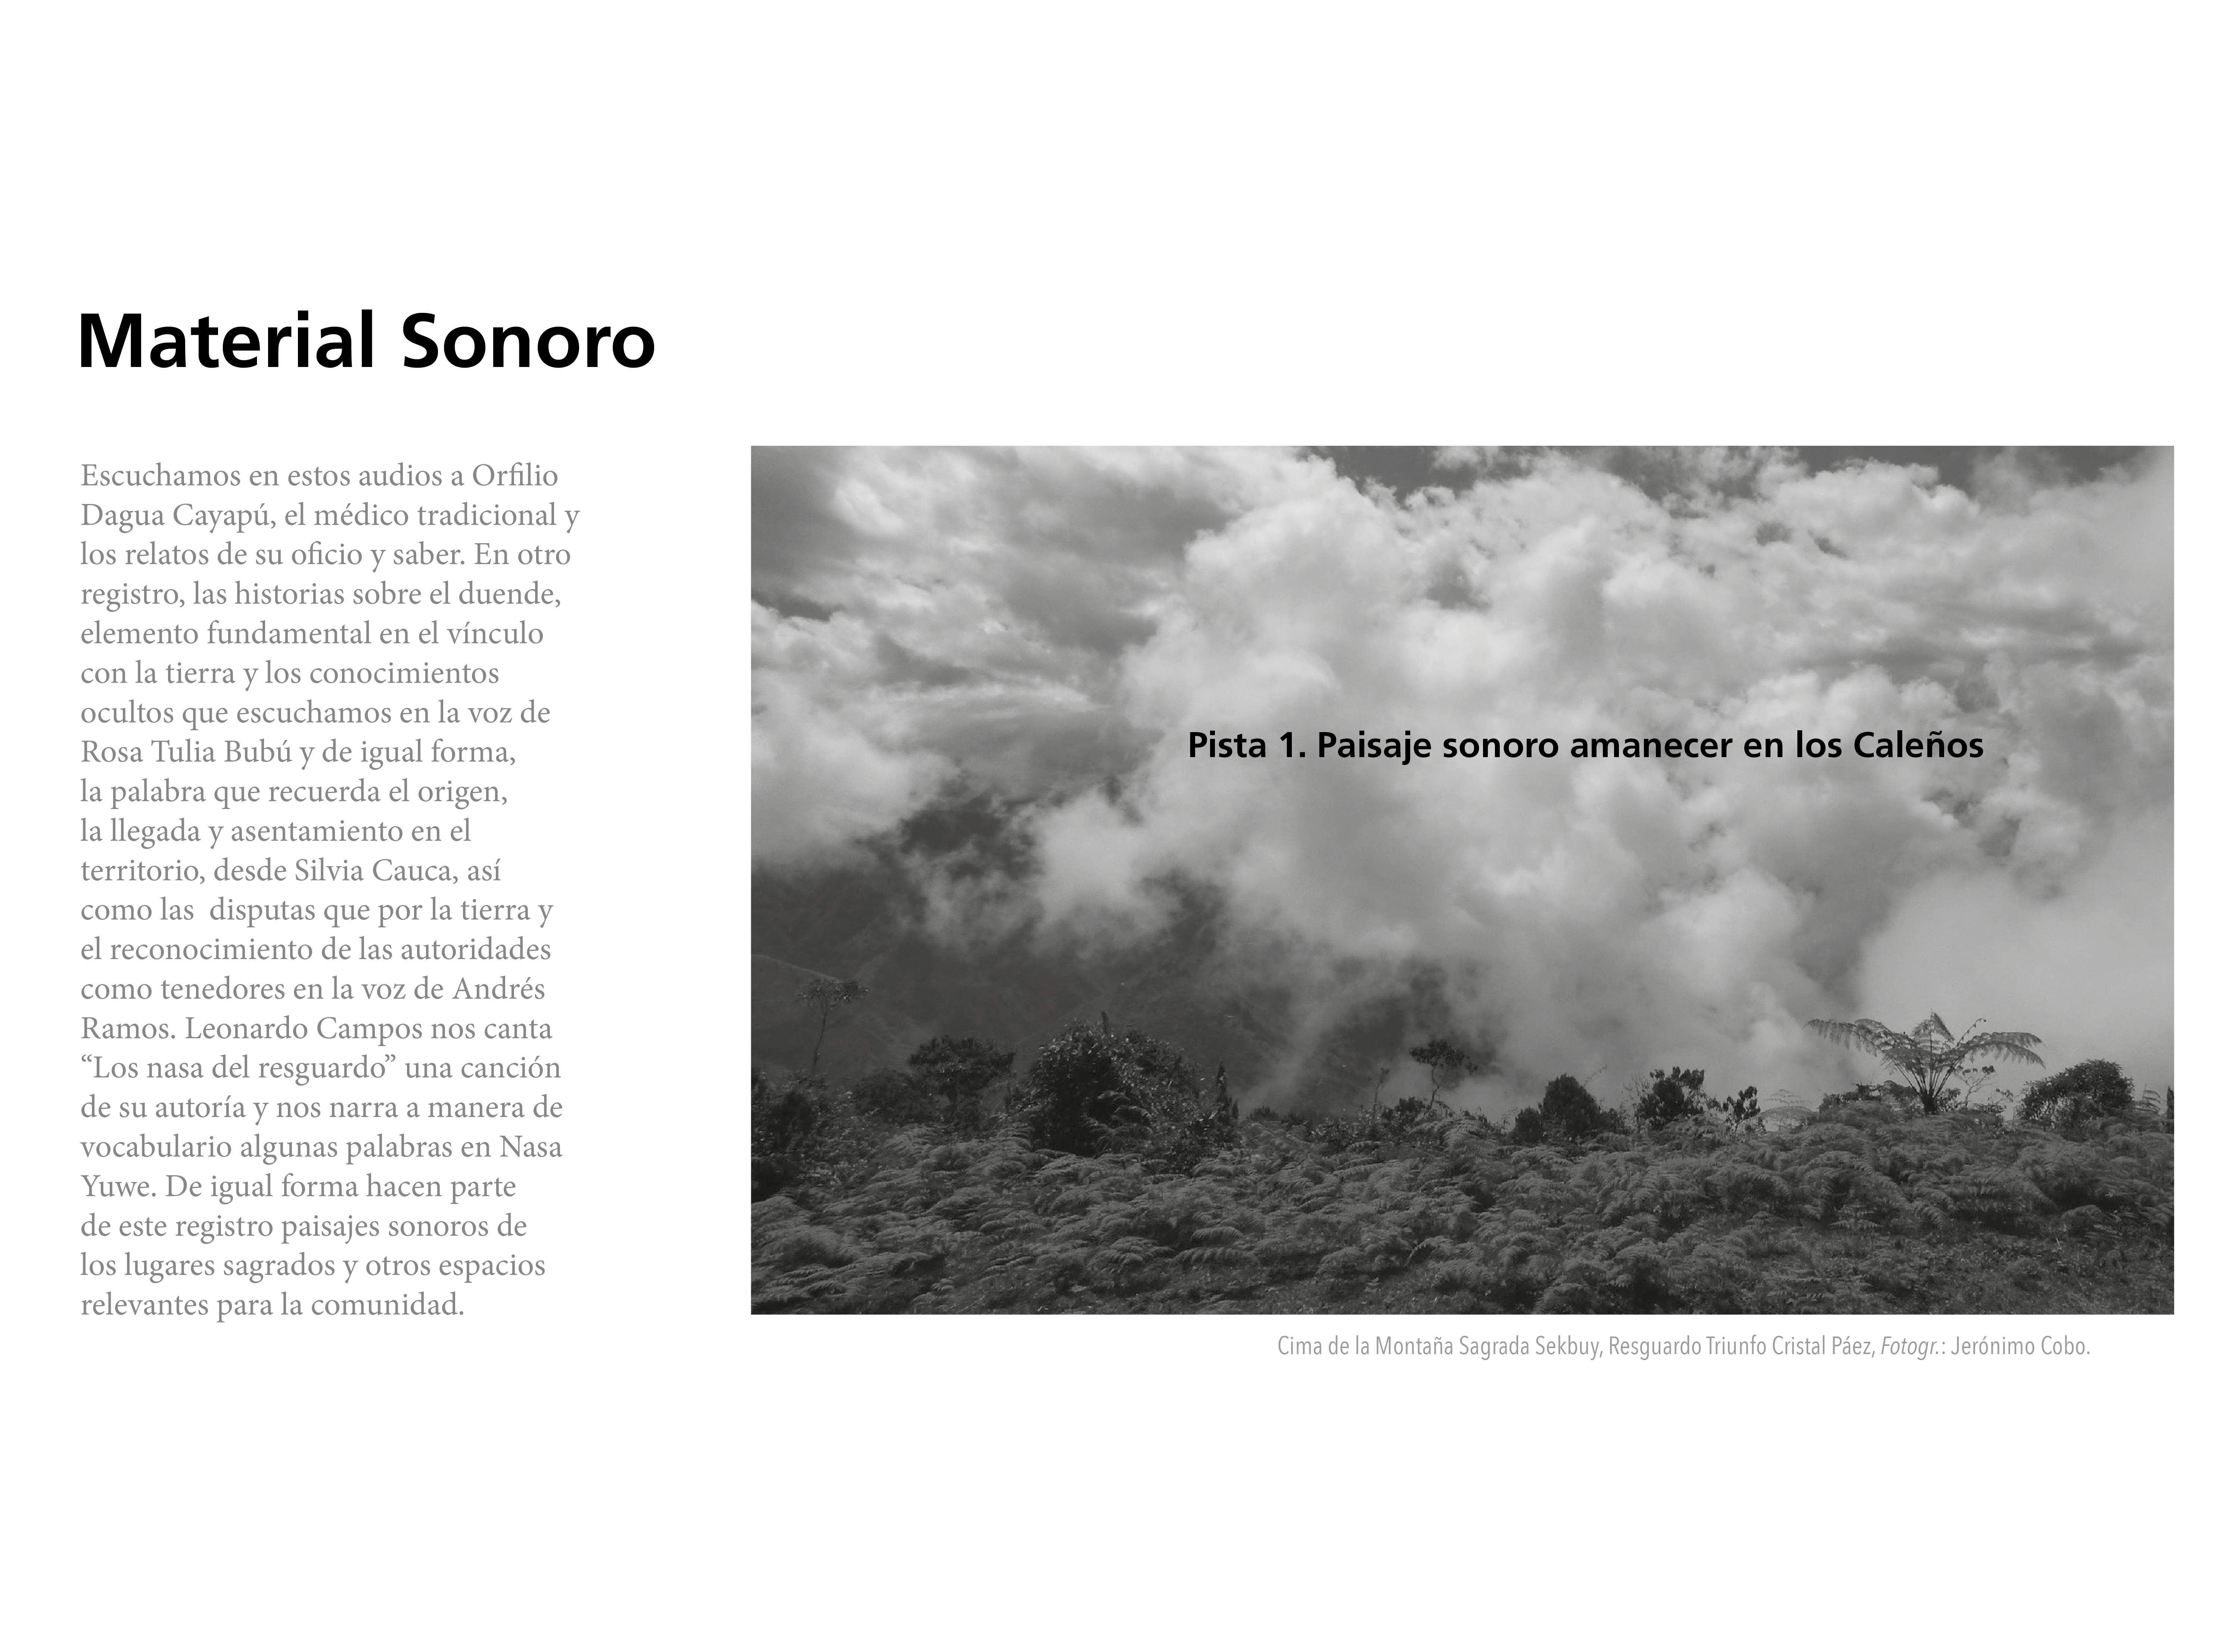 Material Sonoro
Escuchamos en estos audios a Orfilio
Dagua Cayapú, el médico tradicional y
los relatos de su oficio y saber. En otro
registro, las historias sobre el duende,
elemento fundamental en el vínculo
con la tierra y los conocimientos
ocultos que escuchamos en la voz de
Rosa Tulia Bubú y de igual forma,
la palabra que recuerda el origen,
la llegada y asentamiento en el
territorio, desde Silvia Cauca, así
como las  disputas que por la tierra y
el reconocimiento de las autoridades
como tenedores en la voz de Andrés
Ramos. Leonardo Campos nos canta
“Los nasa del resguardo” una canción
de su autoría y nos narra a manera de
vocabulario algunas palabras en Nasa
Yuwe. De igual forma hacen parte
de este registro paisajes sonoros de
los lugares sagrados y otros espacios
relevantes para la comunidad.
Pista 1. Paisaje sonoro amanecer en los Caleños
Cima de la Montaña Sagrada Sekbuy, Resguardo Triunfo Cristal Páez, Fotogr.: Jerónimo Cobo.